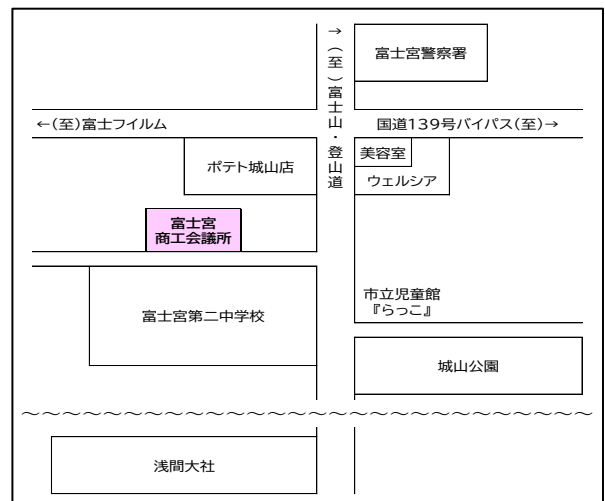 →(至)富士山・登山道
富士宮警察署
←(至)富士フイルム
国道139号バイパス(至)→
ポテト城山店
美容室
ウェルシア
富士宮
商工会議所
富士宮第二中学校
市立児童館
『らっこ』
城山公園
浅間大社